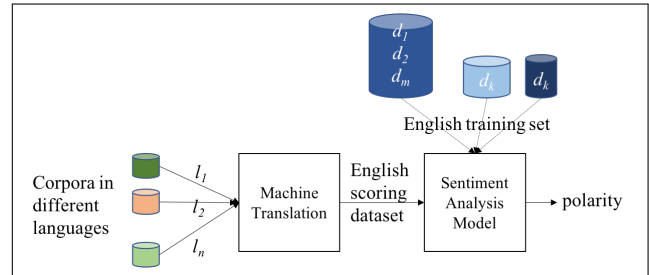 d1
d2
dm
dk
dk
English training set
Corpora in
different
languages
l1
l2
ln
Machine
Translation
English
scoring
dataset
Sentiment
Analysis
Model
polarity